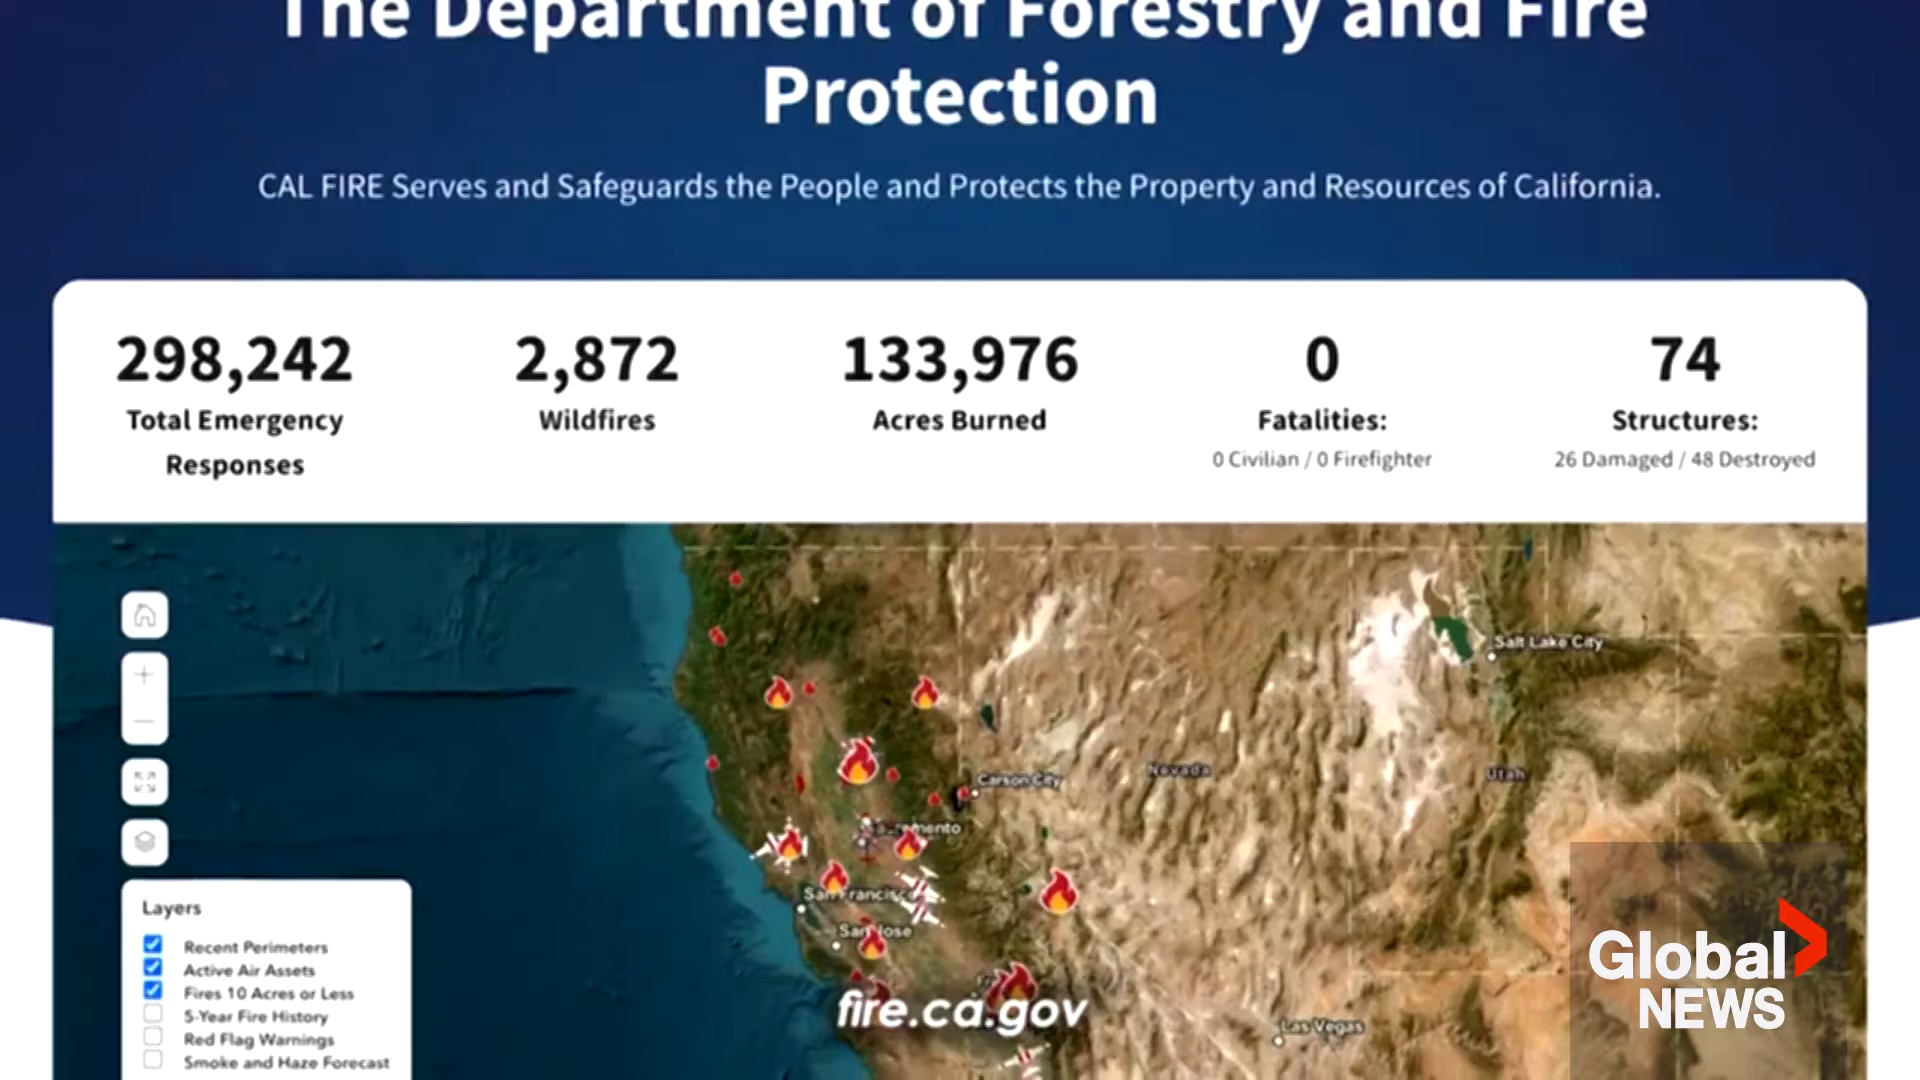 The Department of Forestry and Fire
Protection
CAL FIRE Serves and Safeguards the People and Protects the Property and Resources of California.
298,242
Total Emergency
Responses
2,872
Wildfires
133,976
Acres Burned
0
Fatalities:
0 Civilian / 0 Firefighter
74
Structures:
26 Damaged / 48 Destroyed
Salt Lake City
Carson City
Nevada
Utah
Sacramento
San Francisco
San Jose
Las Vegas
Layers
Recent Perimeters
Active Air Assets
Fires 10 Acres or Less
5-Year Fire History
Red Flag Warnings
Smoke and Haze Forecast
fire.ca.gov
Global
NEWS